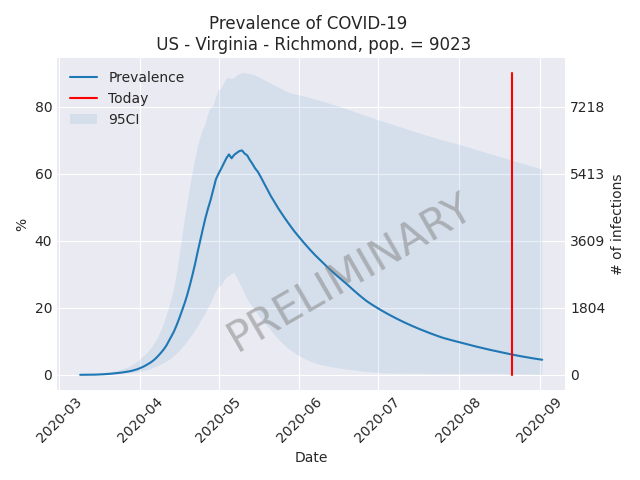 Prevalence of COVID-19
US - Virginia - Richmond, pop. = 9023
Prevalence
Today
95CI
%
80
60
40
20
0
7218
5413
3609
1804
0
# of infections
PRELIMINARY
2020-03
2020-04
2020-05
2020-06
2020-07
2020-08
2020-09
Date